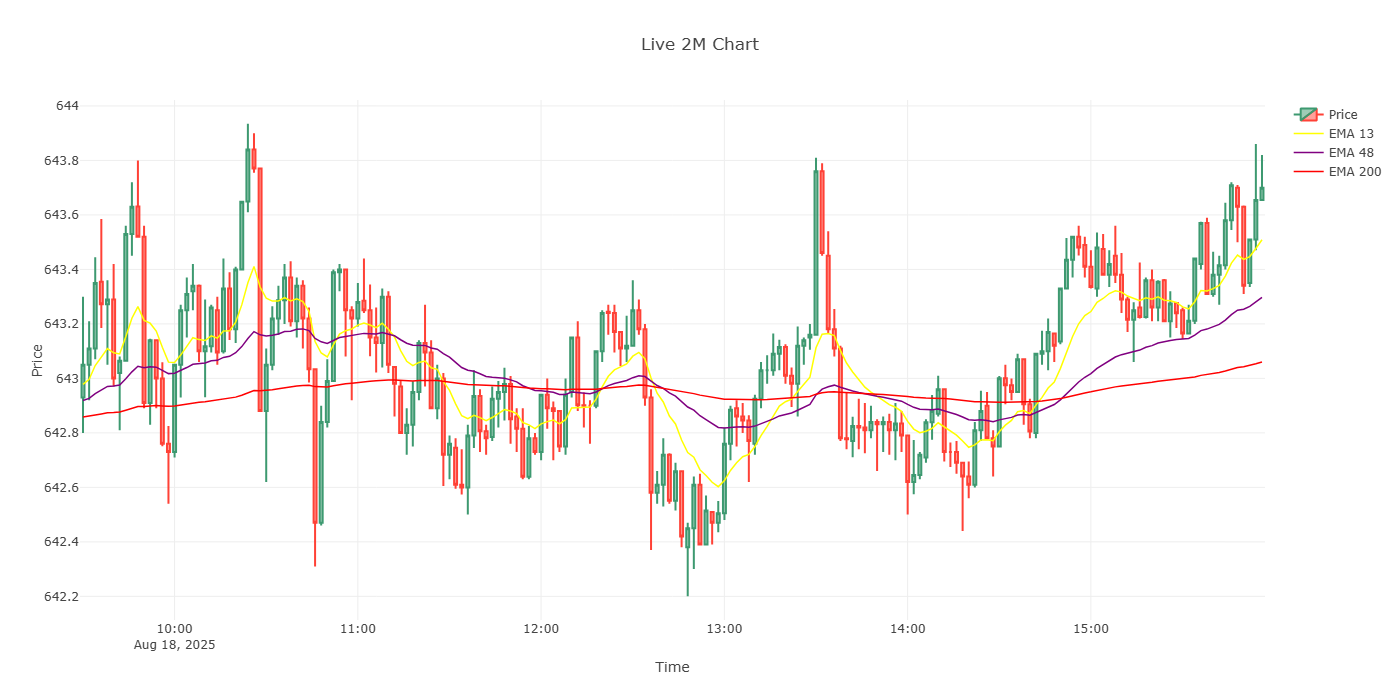 Live 2M Chart
644
643.8
643.6
643.4
643.2
643
642.8
642.6
642.4
642.2
Price
10:00
Aug 18, 2025
11:00
12:00
13:00
14:00
15:00
Time
Price
EMA 13
EMA 48
EMA 200